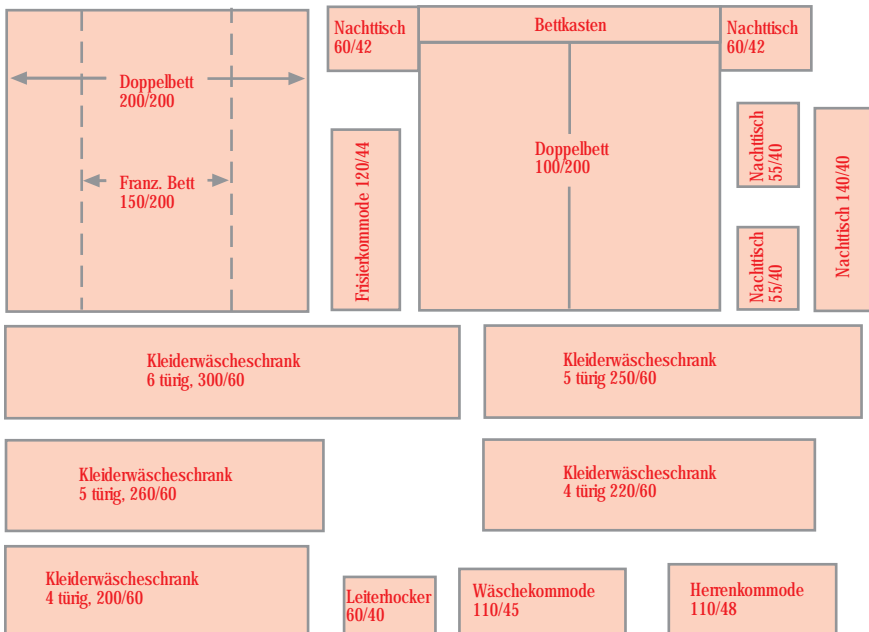 Nachttisch
60/42
Bettkasten
Nachttisch
60/42
Doppelbett
200/200
Franz. Bett
150/200
Frisierkommode 120/44
Doppelbett
100/200
Nachttisch
55/40
Nachttisch
55/40
Nachttisch 140/40
Kleiderwäscheschrank
6 türig, 300/60
Kleiderwäscheschrank
5 türig 250/60
Kleiderwäscheschrank
5 türig, 260/60
Kleiderwäscheschrank
4 türig 220/60
Kleiderwäscheschrank
4 türig, 200/60
Leiterhocker
60/40
Wäschekommode
110/45
Herrenkommode
110/48